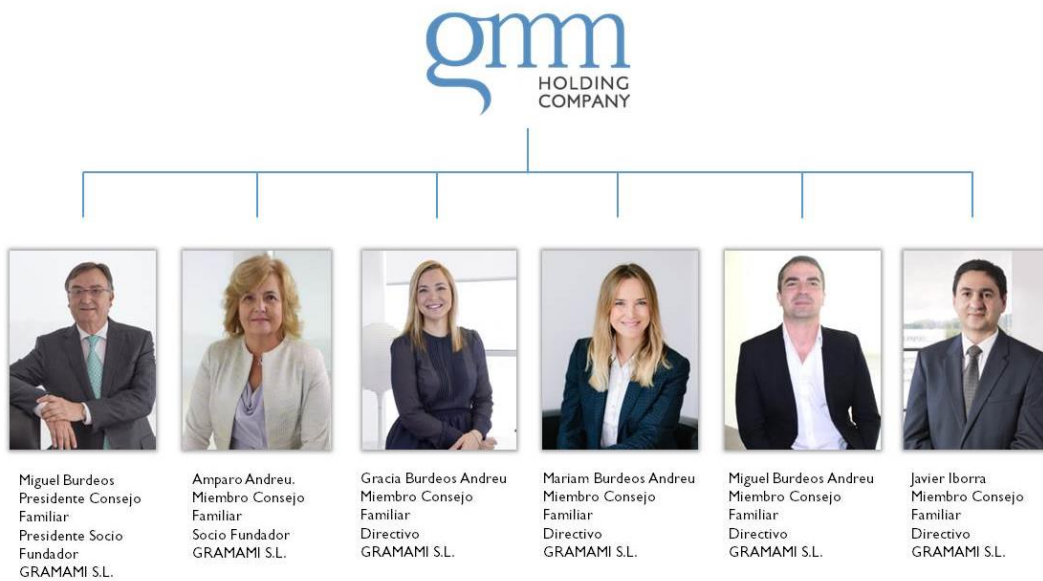 gmm
HOLDING
COMPANY
Miguel Burdeos
Presidente Consejo
Familiar
Presidente Socio
Fundador
GRAMAMI S.L.
Amparo Andreu.
Miembro Consejo
Familiar
Socio Fundador
GRAMAMI S.L.
Gracia Burdeos Andreu
Miembro Consejo
Familiar
Directivo
GRAMAMI S.L.
Mariam Burdeos Andreu
Miembro Consejo
Familiar
Directivo
GRAMAMI S.L.
Miguel Burdeos Andreu
Miembro Consejo
Familiar
Directivo
GRAMAMI S.L.
Javier Iborra
Miembro Consejo
Familiar
Directivo
GRAMAMI S.L.